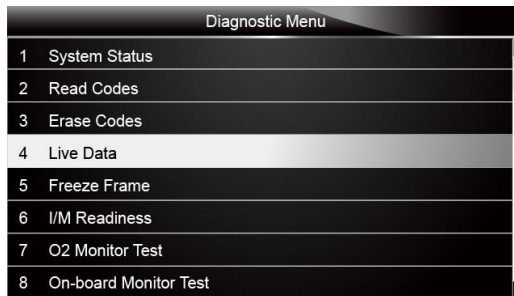 Diagnostic Menu
1 System Status
2 Read Codes
3 Erase Codes
4 Live Data
5 Freeze Frame
6 I/M Readiness
7 O2 Monitor Test
8 On-board Monitor Test